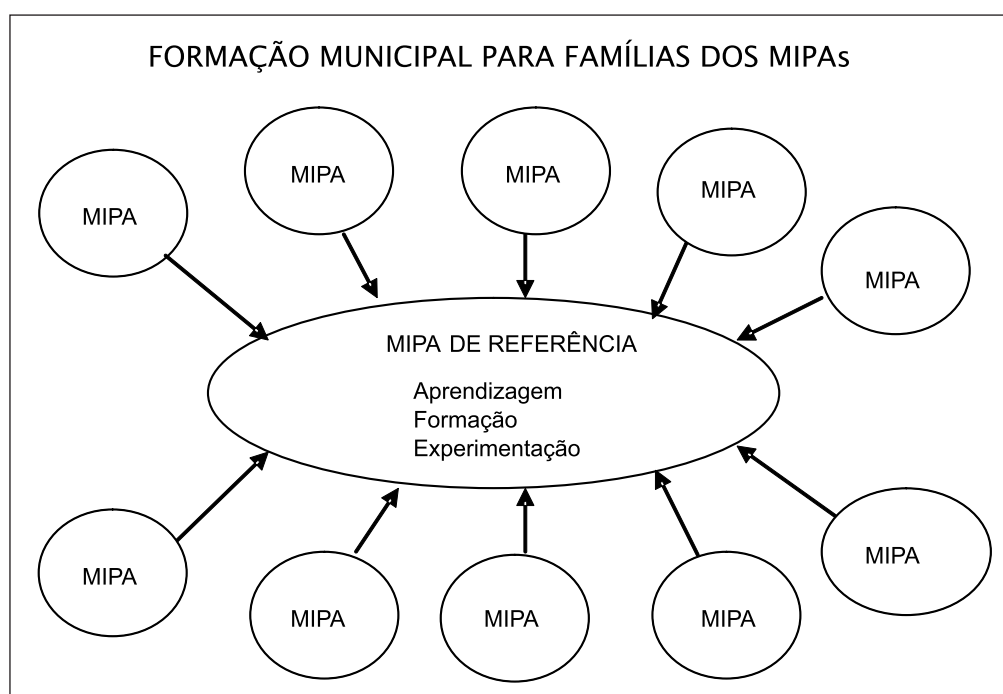 FORMAÇÃO MUNICIPAL PARA FAMÍLIAS DOS MIPAs
MIPA
MIPA
MIPA
MIPA
MIPA
MIPA DE REFERÊNCIA
Aprendizagem
Formação
Experimentação
MIPA
MIPA
MIPA
MIPA
MIPA